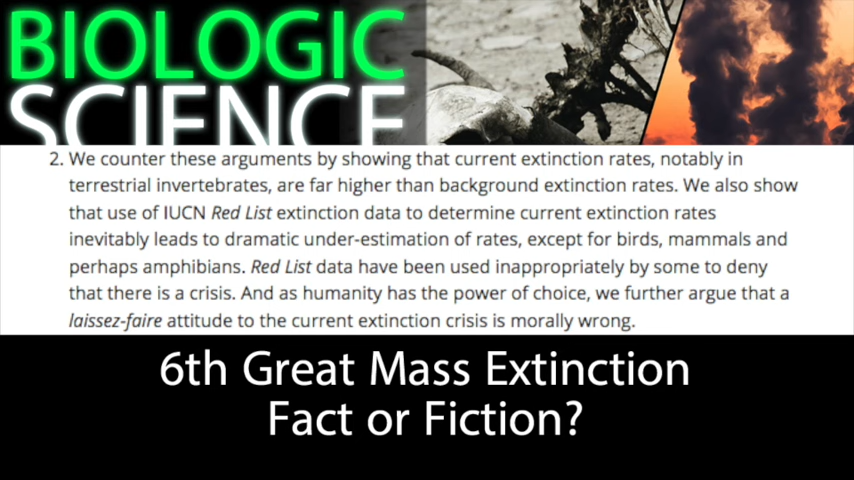 BIOLOGIC
SCIENCE
2. We counter these arguments by showing that current extinction rates, notably in
terrestrial invertebrates, are far higher than background extinction rates. We also show
that use of IUCN Red List extinction data to determine current extinction rates
inevitably leads to dramatic under-estimation of rates, except for birds, mammals and
perhaps amphibians. Red List data have been used inappropriately by some to deny
that there is a crisis. And as humanity has the power of choice, we further argue that a
laissez-faire attitude to the current extinction crisis is morally wrong.
6th Great Mass Extinction
Fact or Fiction?